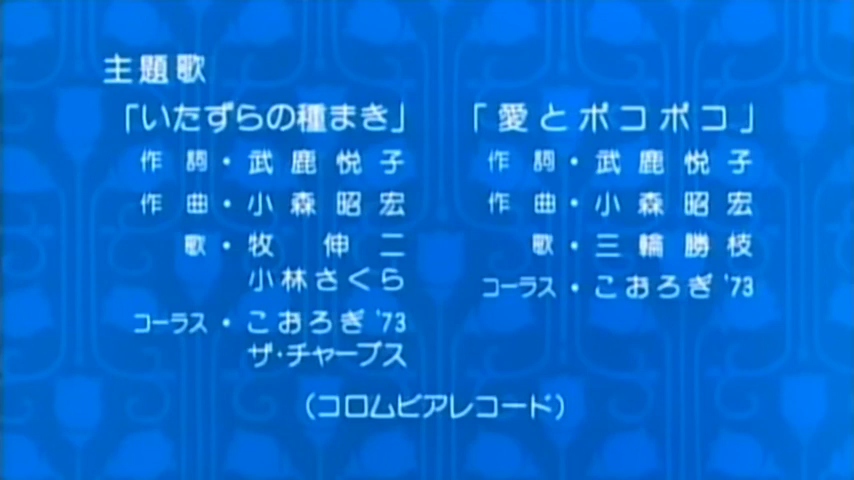 主題歌
「いたずらの種まき」
作詞・武鹿悦子
作曲・小森昭宏
歌・牧伸二
小林さくら
コーラス・こおろぎ'73
ザ・チャープス
「愛とポコポコ」
作詞・武鹿悦子
作曲・小森昭宏
歌・三輪勝枝
コーラス・こおろぎ'73
(コロムビアレコード)